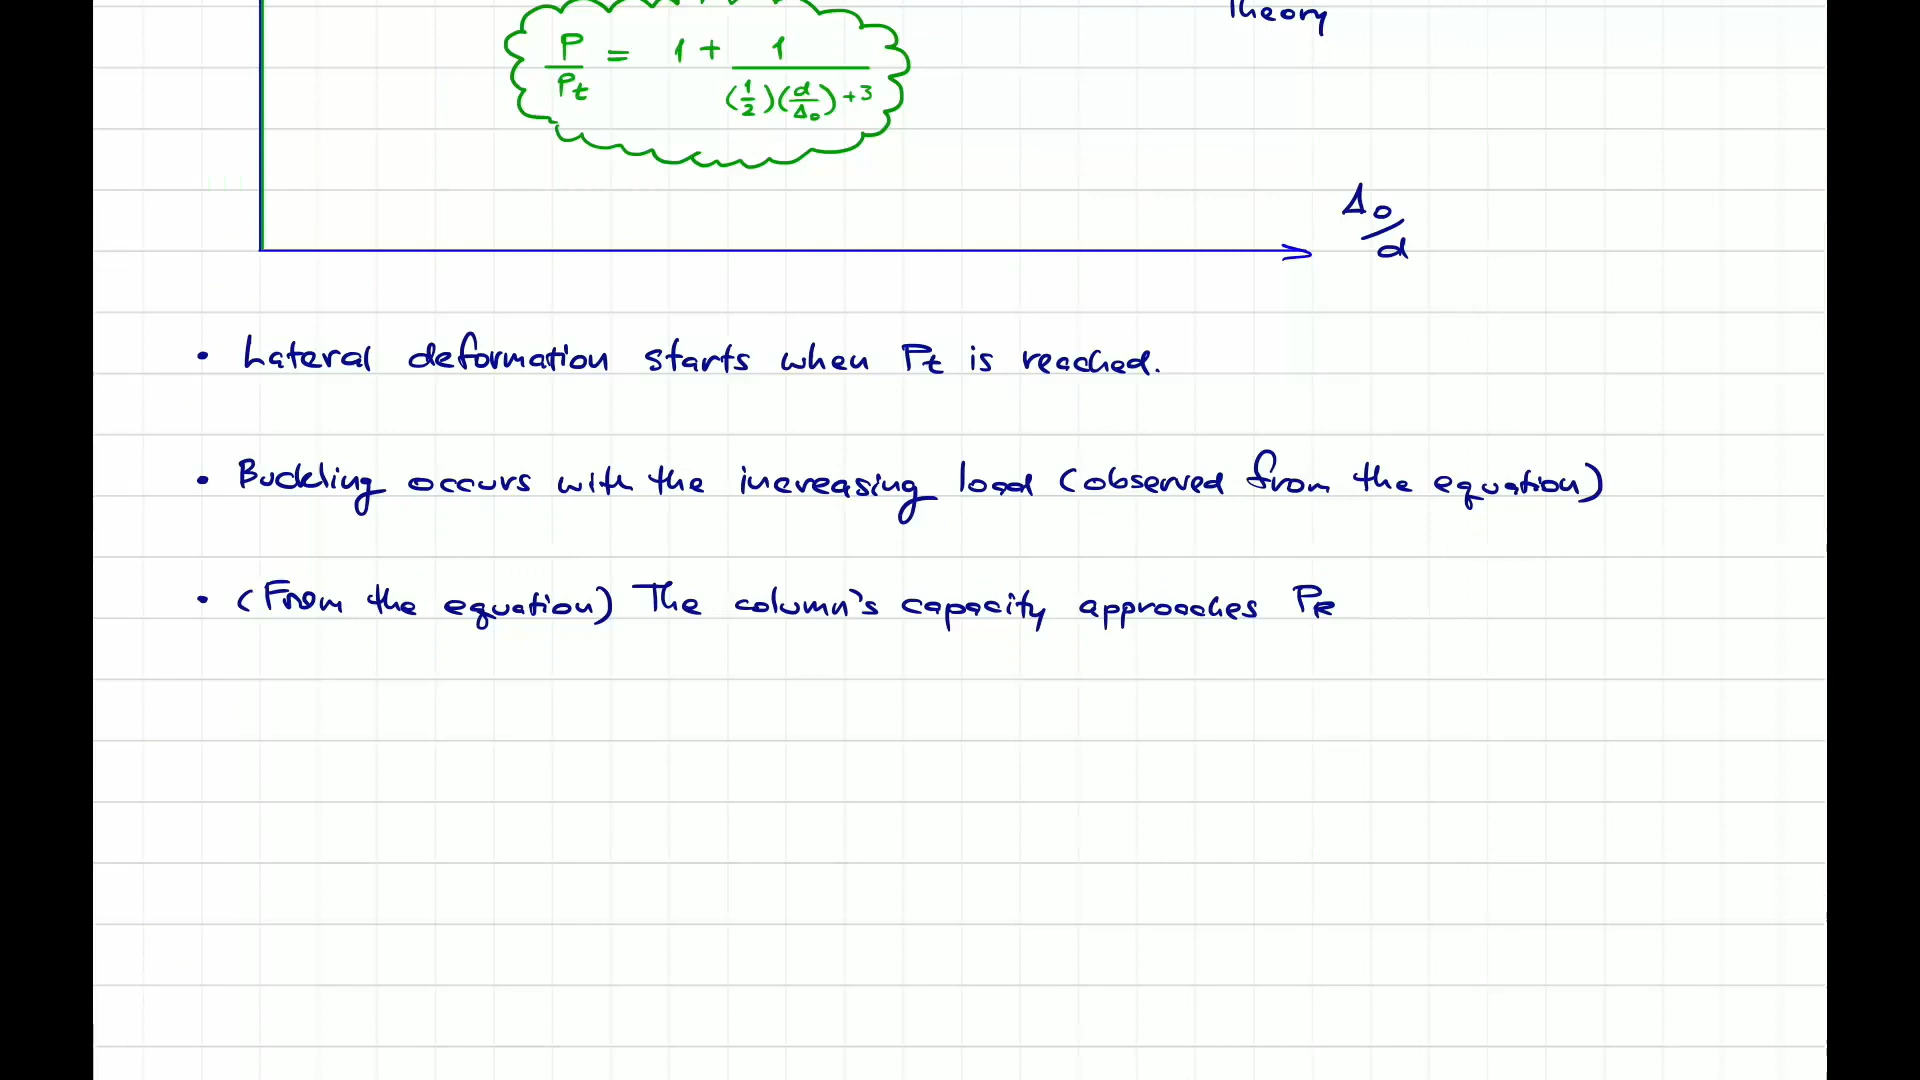 Theory
P/Pt = 1 + 1/((1/2)(d/Δo) + 3)
Δo/d
• Lateral deformation starts when Pt is reached.
• Buckling occurs with the increasing load (observed from the equation)
• (From the equation) The column's capacity approaches PR